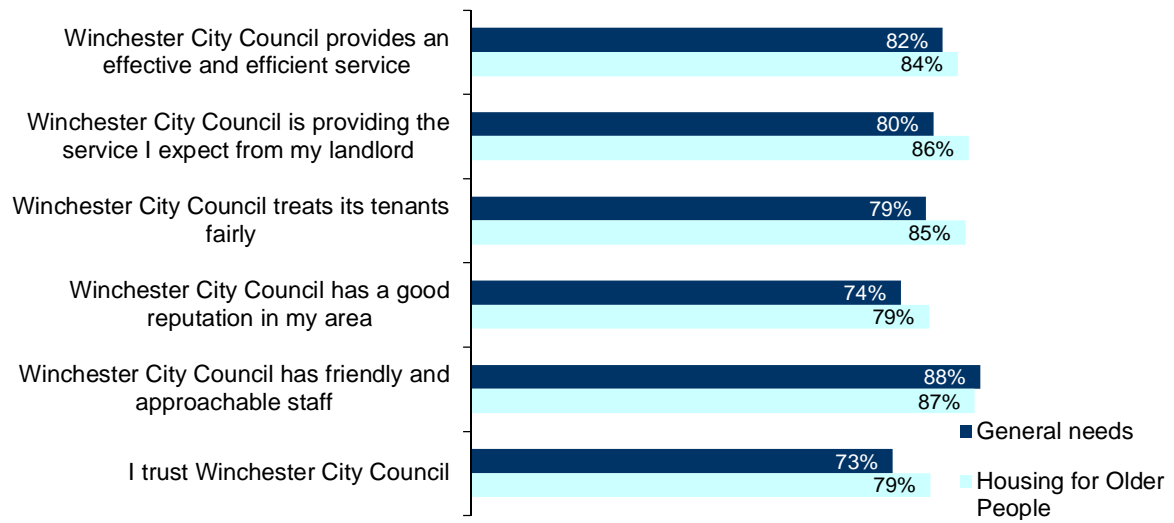 Winchester City Council provides an
effective and efficient service
82%
84%
Winchester City Council is providing the
service I expect from my landlord
80%
86%
Winchester City Council treats its tenants
fairly
79%
85%
Winchester City Council has a good
reputation in my area
74%
79%
Winchester City Council has friendly and
approachable staff
88%
87%
I trust Winchester City Council
73%
79%
General needs
Housing for Older
People